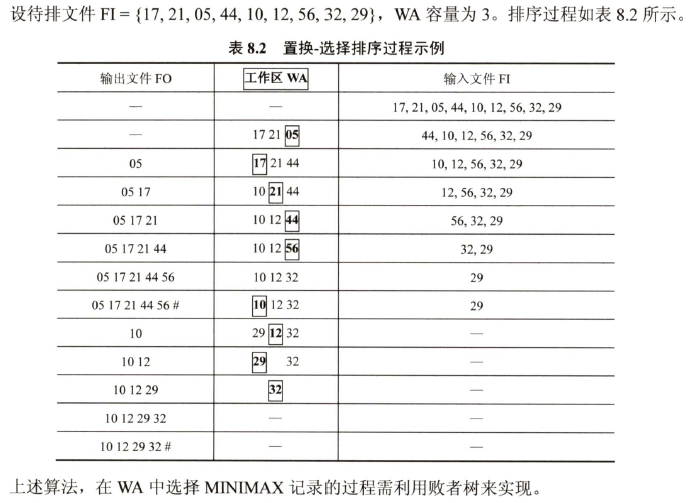 设待排文件 FI = {17, 21, 05, 44, 10, 12, 56, 32, 29}，WA 容量为 3。排序过程如表 8.2 所示。
表 8.2 置换-选择排序过程示例
输出文件 FO 工作区 WA 输入文件 FI
— — 17, 21, 05, 44, 10, 12, 56, 32, 29
— 17 21 05 44, 10, 12, 56, 32, 29
05 17 21 44 10, 12, 56, 32, 29
05 17 10 21 44 12, 56, 32, 29
05 17 21 10 12 44 56, 32, 29
05 17 21 44 10 12 56 32, 29
05 17 21 44 56 10 12 32 29
05 17 21 44 56 # 10 12 32 29
10 29 12 32 —
10 12 29 32 —
10 12 29 32 —
10 12 29 32 — —
10 12 29 32 # — —
上述算法，在 WA 中选择 MINIMAX 记录的过程需利用败者树来实现。